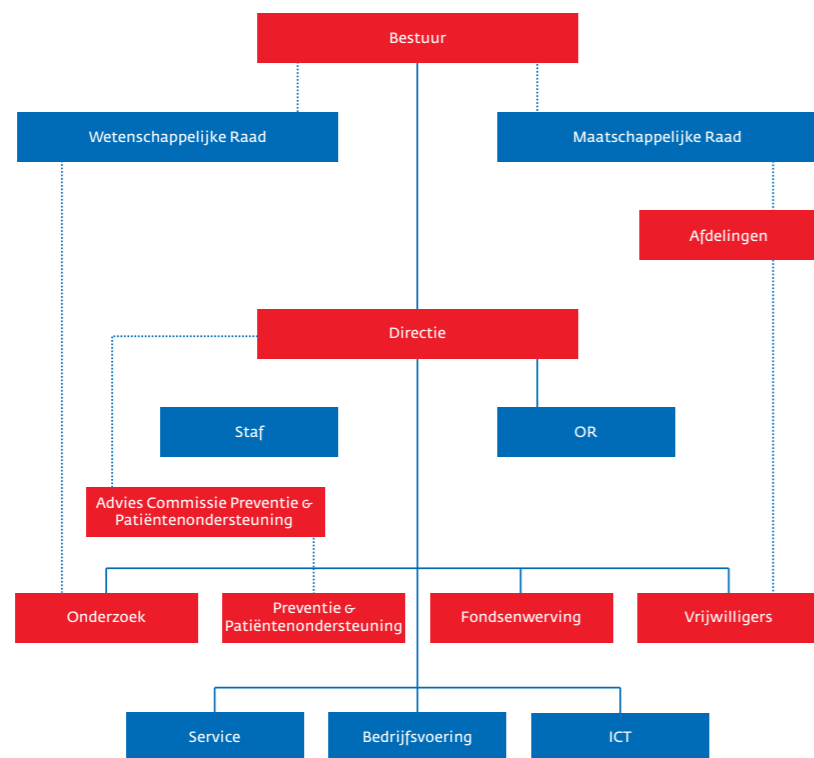 Bestuur
Wetenschappelijke Raad
Maatschappelijke Raad
Afdelingen
Directie
Staf
OR
Advies Commissie Preventie &
Patiëntenondersteuning
Onderzoek
Preventie &
Patiëntenondersteuning
Fondsenwerving
Vrijwilligers
Service
Bedrijfsvoering
ICT